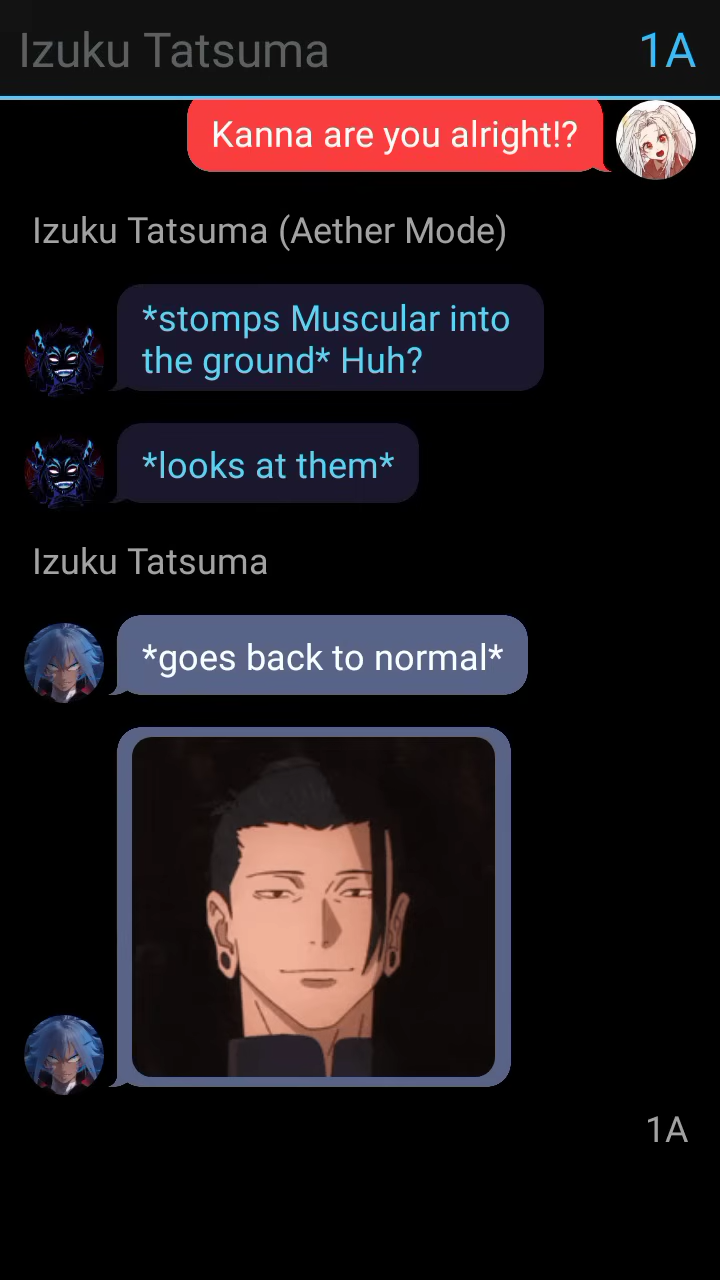 Izuku Tatsuma
1A
Kanna are you alright!?
Izuku Tatsuma (Aether Mode)
*stomps Muscular into
the ground* Huh?
*looks at them*
Izuku Tatsuma
*goes back to normal*
1A